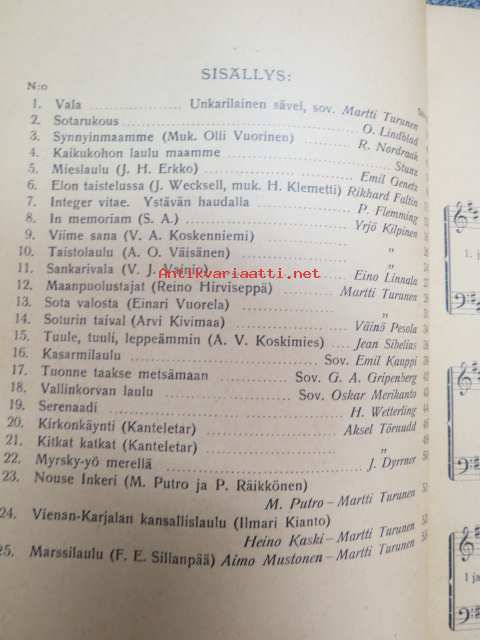 SISÄLLYS:
N:o
1. Vala Unkarilainen sävel, sov. Martti Turunen
2. Sotarukous O. Lindblad
3. Synnyinmaamme (Muk. Olli Vuorinen) R. Nordraak
4. Kaikukohon laulu maamme Stunz
5. Mieslaulu (J. H. Erkko) Emil Genetz
6. Elon taistelussa (J. Wecksell, muk. H. Klemetti) Rikhard Faltin
7. Integer vitae. Ystävän haudalla P. Flemming
8. In memoriam (S. A.) Yrjö Kilpinen
9. Viime sana (V. A. Koskenniemi) „
10. Taistolaulu (A. O. Väisänen) „
11. Sankarivala (V. J. Vainio) Eino Linnala
Antikvariaatti.net
12. Maanpuolustajat (Reino Hirviseppä) Martti Turunen
13. Sota valosta (Einari Vuorela) „
14. Soturin taival (Arvi Kivimaa) Väinö Pesola
15. Tuule, tuuli, leppeämmin (A. V. Koskimies) Jean Sibelius
16. Kasarmilaulu Sov. Emil Kauppi
17. Tuonne taakse metsämaan Sov. G. A. Gripenberg
18. Vallinkorvan laulu Sov. Oskar Merikanto
19. Serenaadi H. Wetterling
20. Kirkonkäynti (Kanteletar) Aksel Törnudd
21. Kitkat katkat (Kanteletar) „
22. Myrsky-yö merellä J. Dyrrner
23. Nouse Inkeri (M. Putro ja P. Räikkönen)
M. Putro—Martti Turunen
24. Vienan-Karjalan kansallislaulu (Ilmari Kianto)
Heino Kaski—Martti Turunen
25. Marssilaulu (F. E. Sillanpää) Aimo Mustonen—Martti Turunen